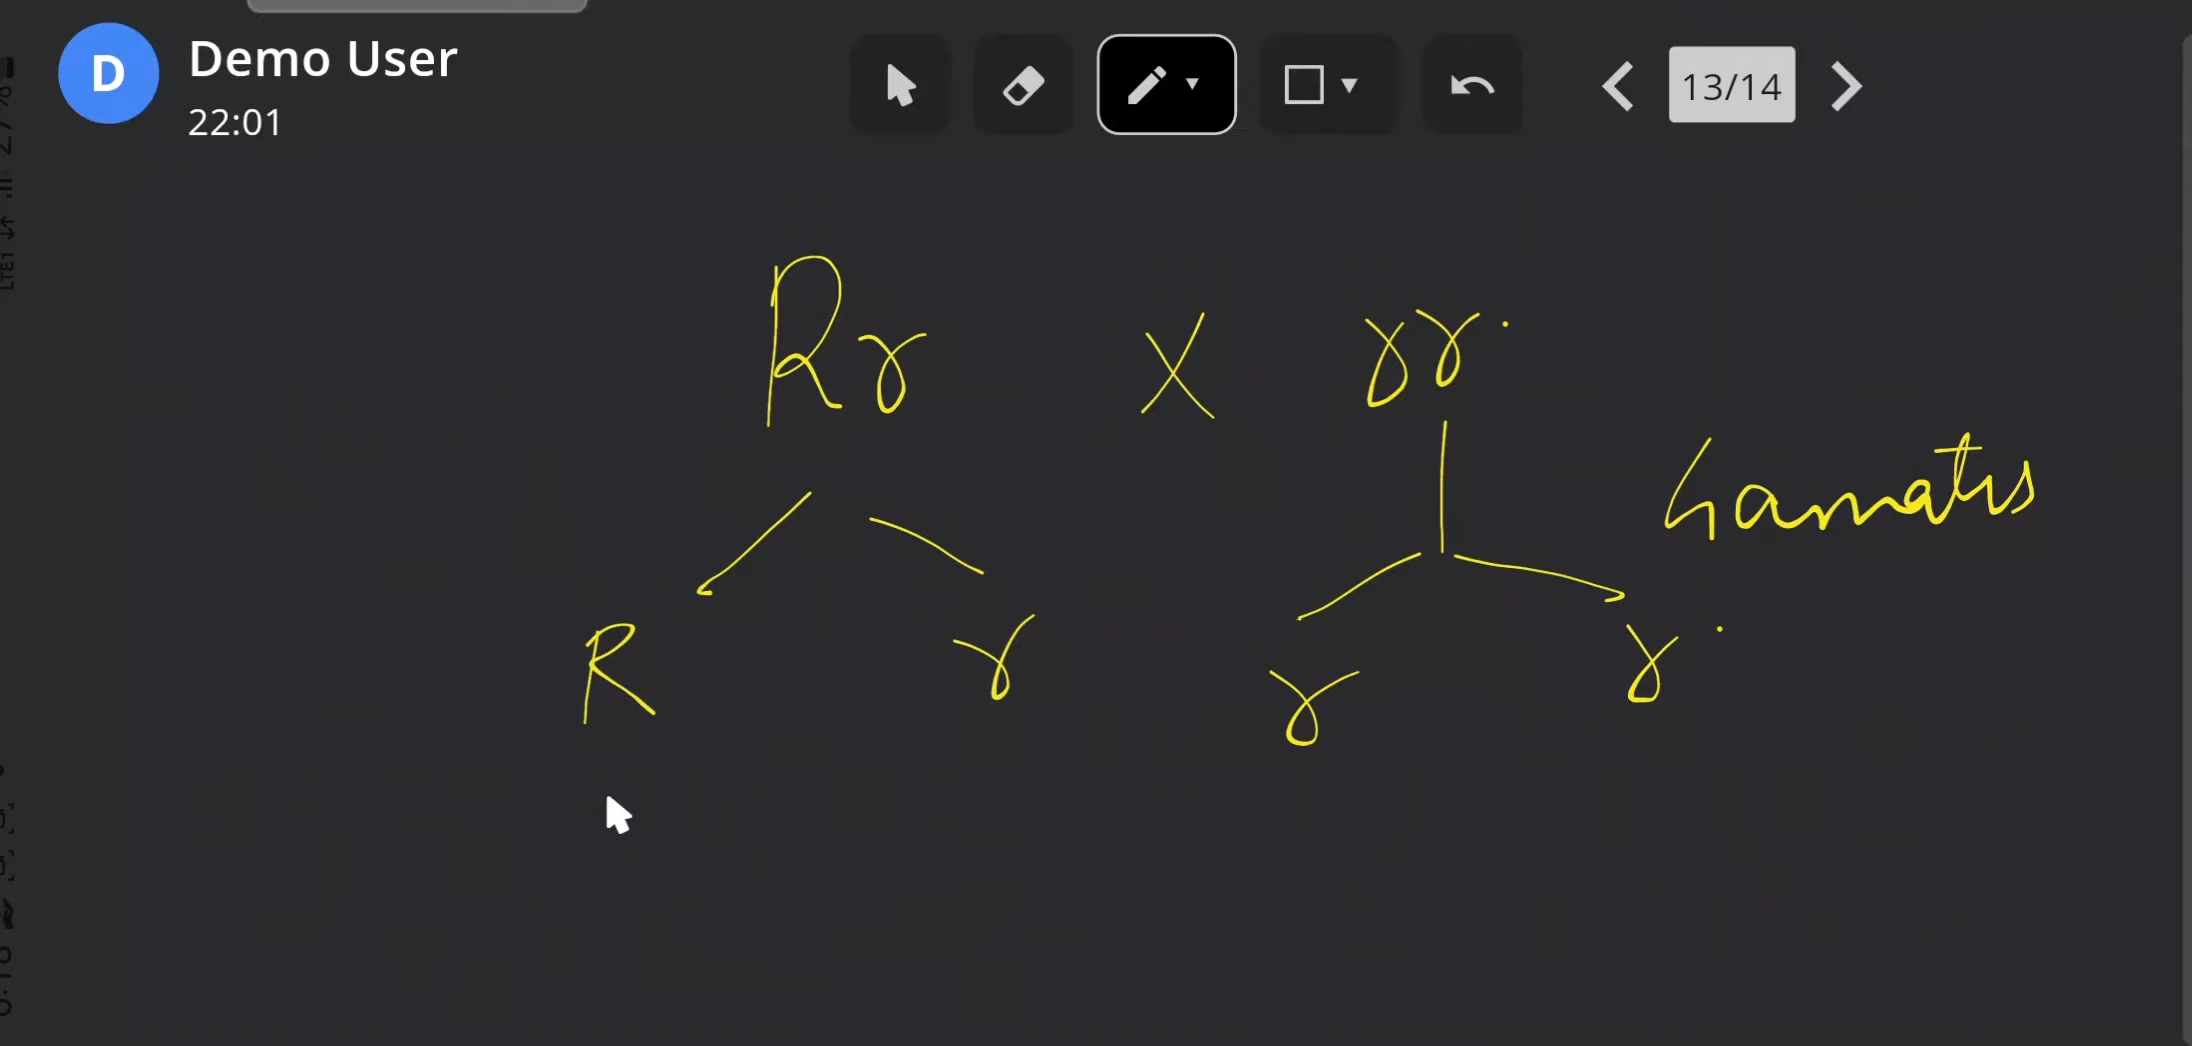 D Demo User
22:01
13/14
Rr X rr.
Gamates
R r r r.